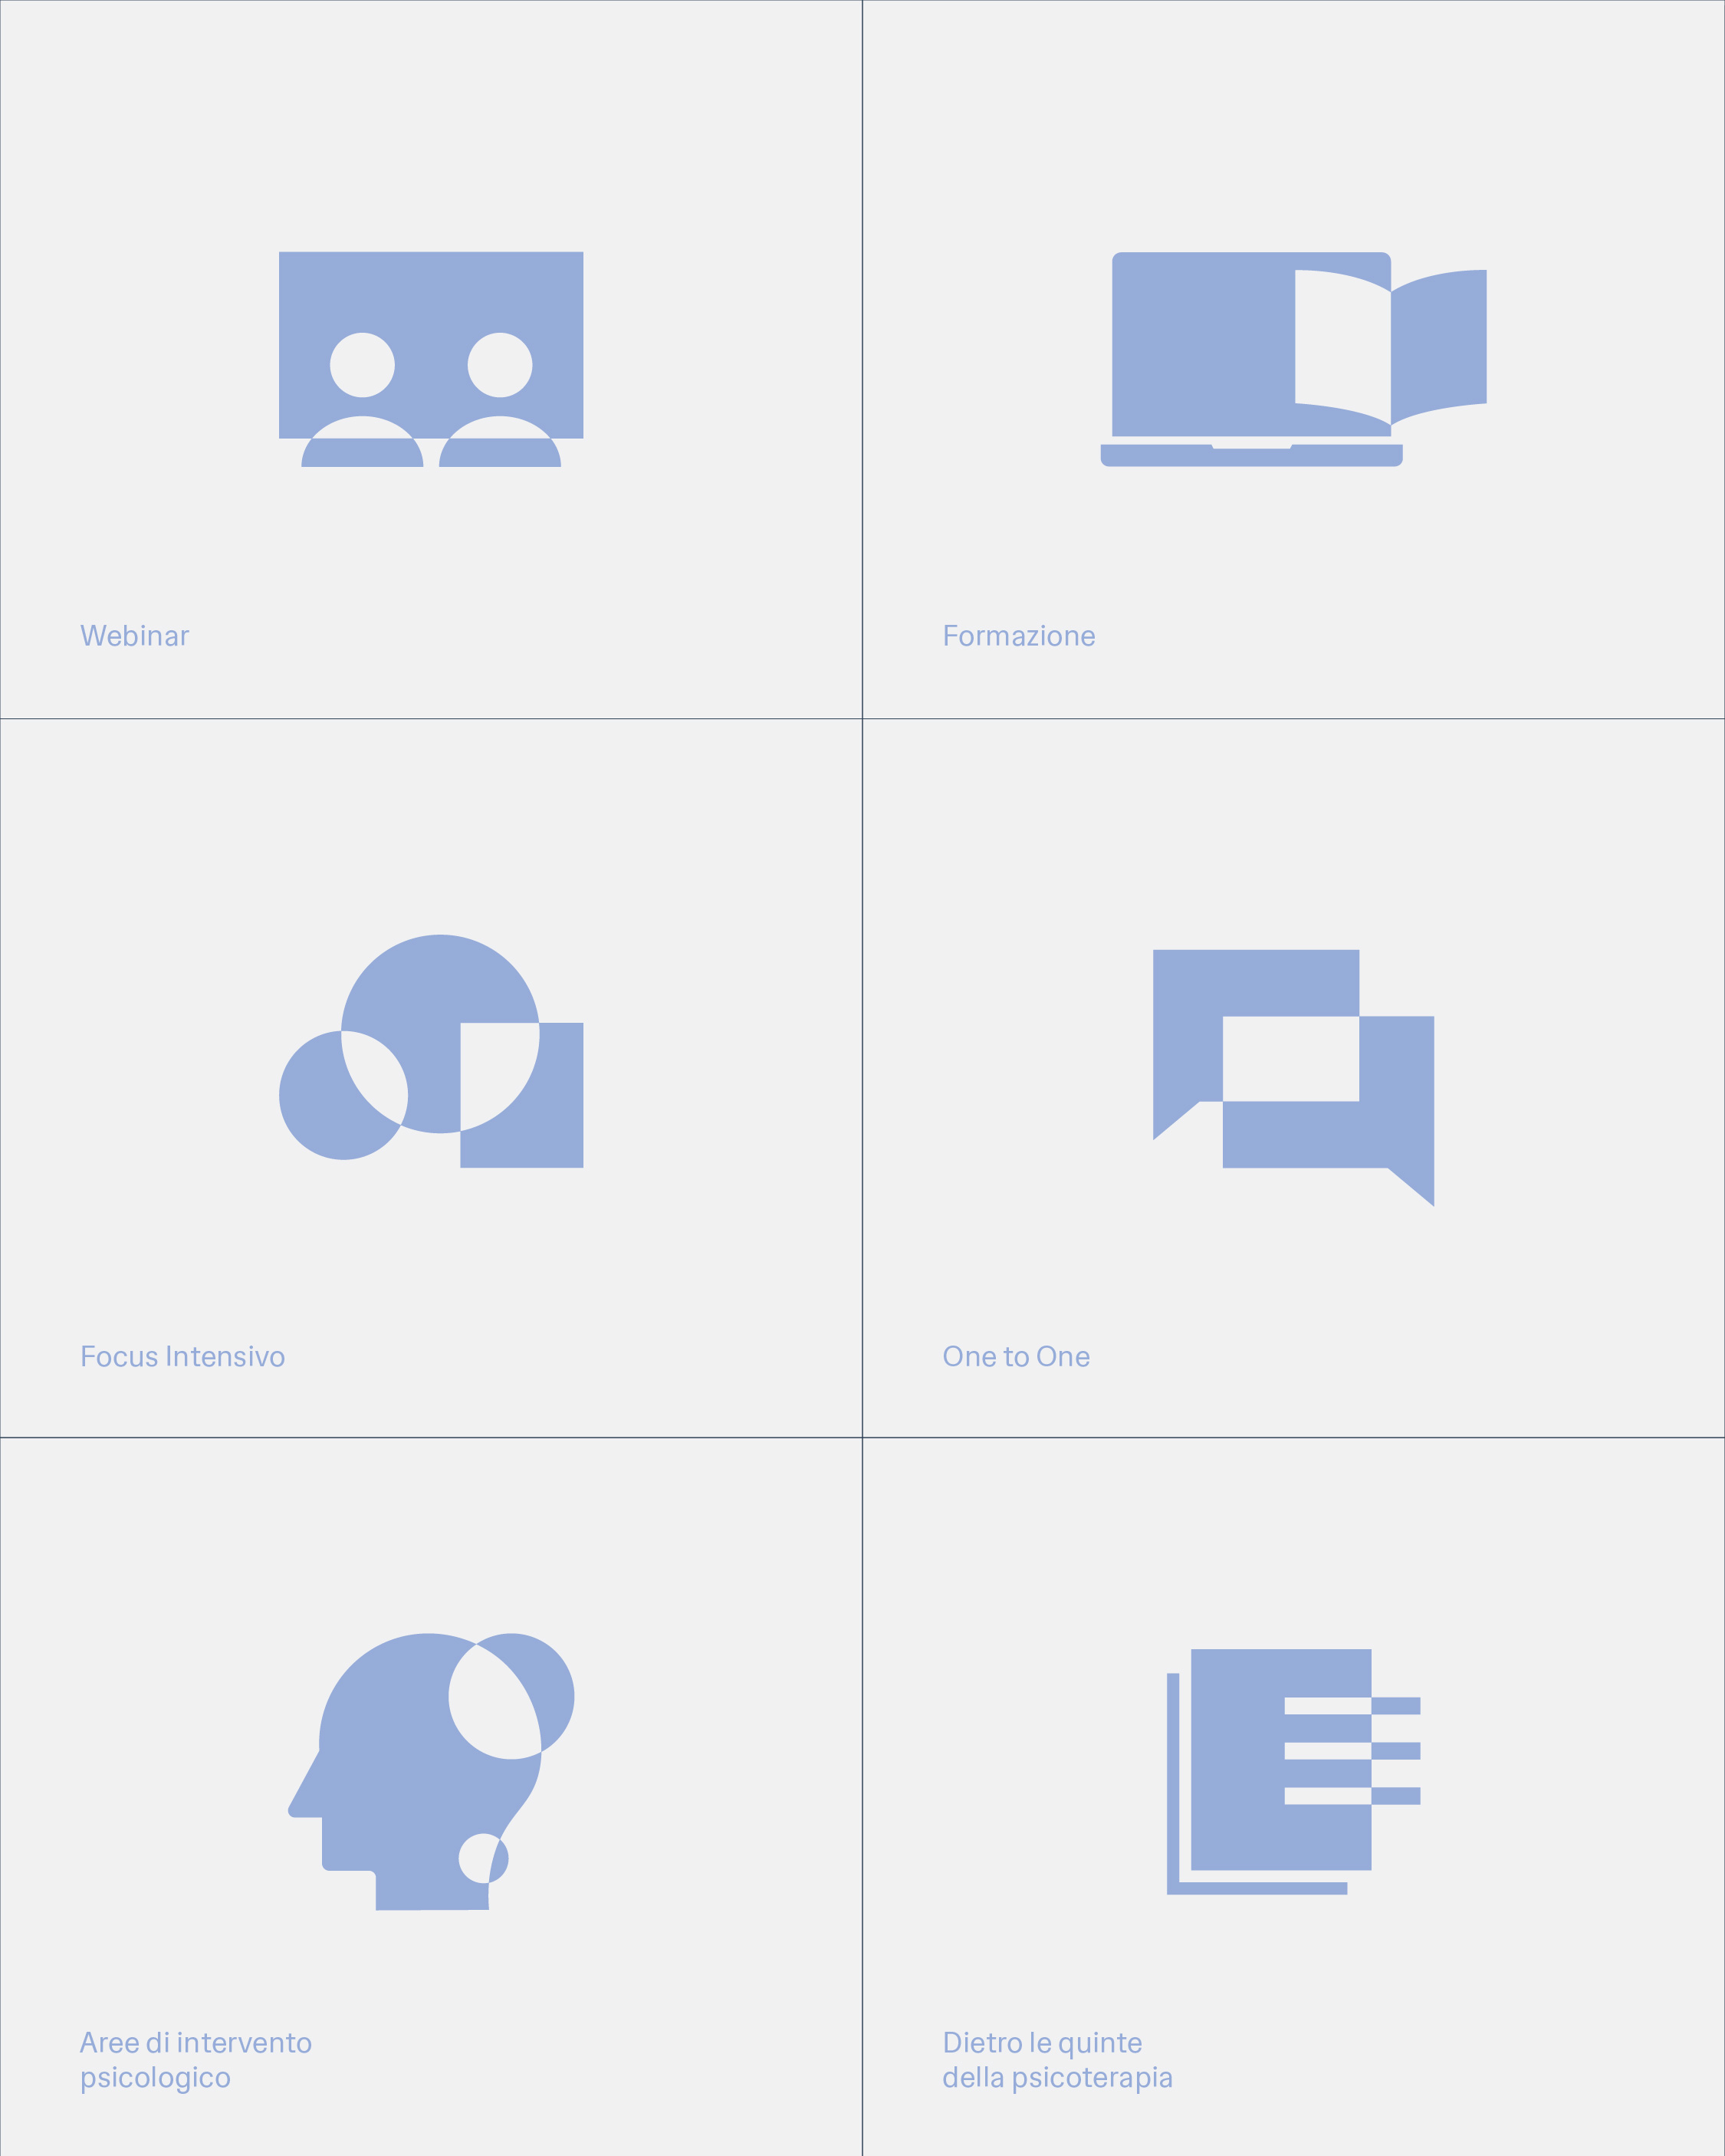 Webinar
Formazione
Focus Intensivo
One to One
Aree di intervento
psicologico
Dietro le quinte
della psicoterapia